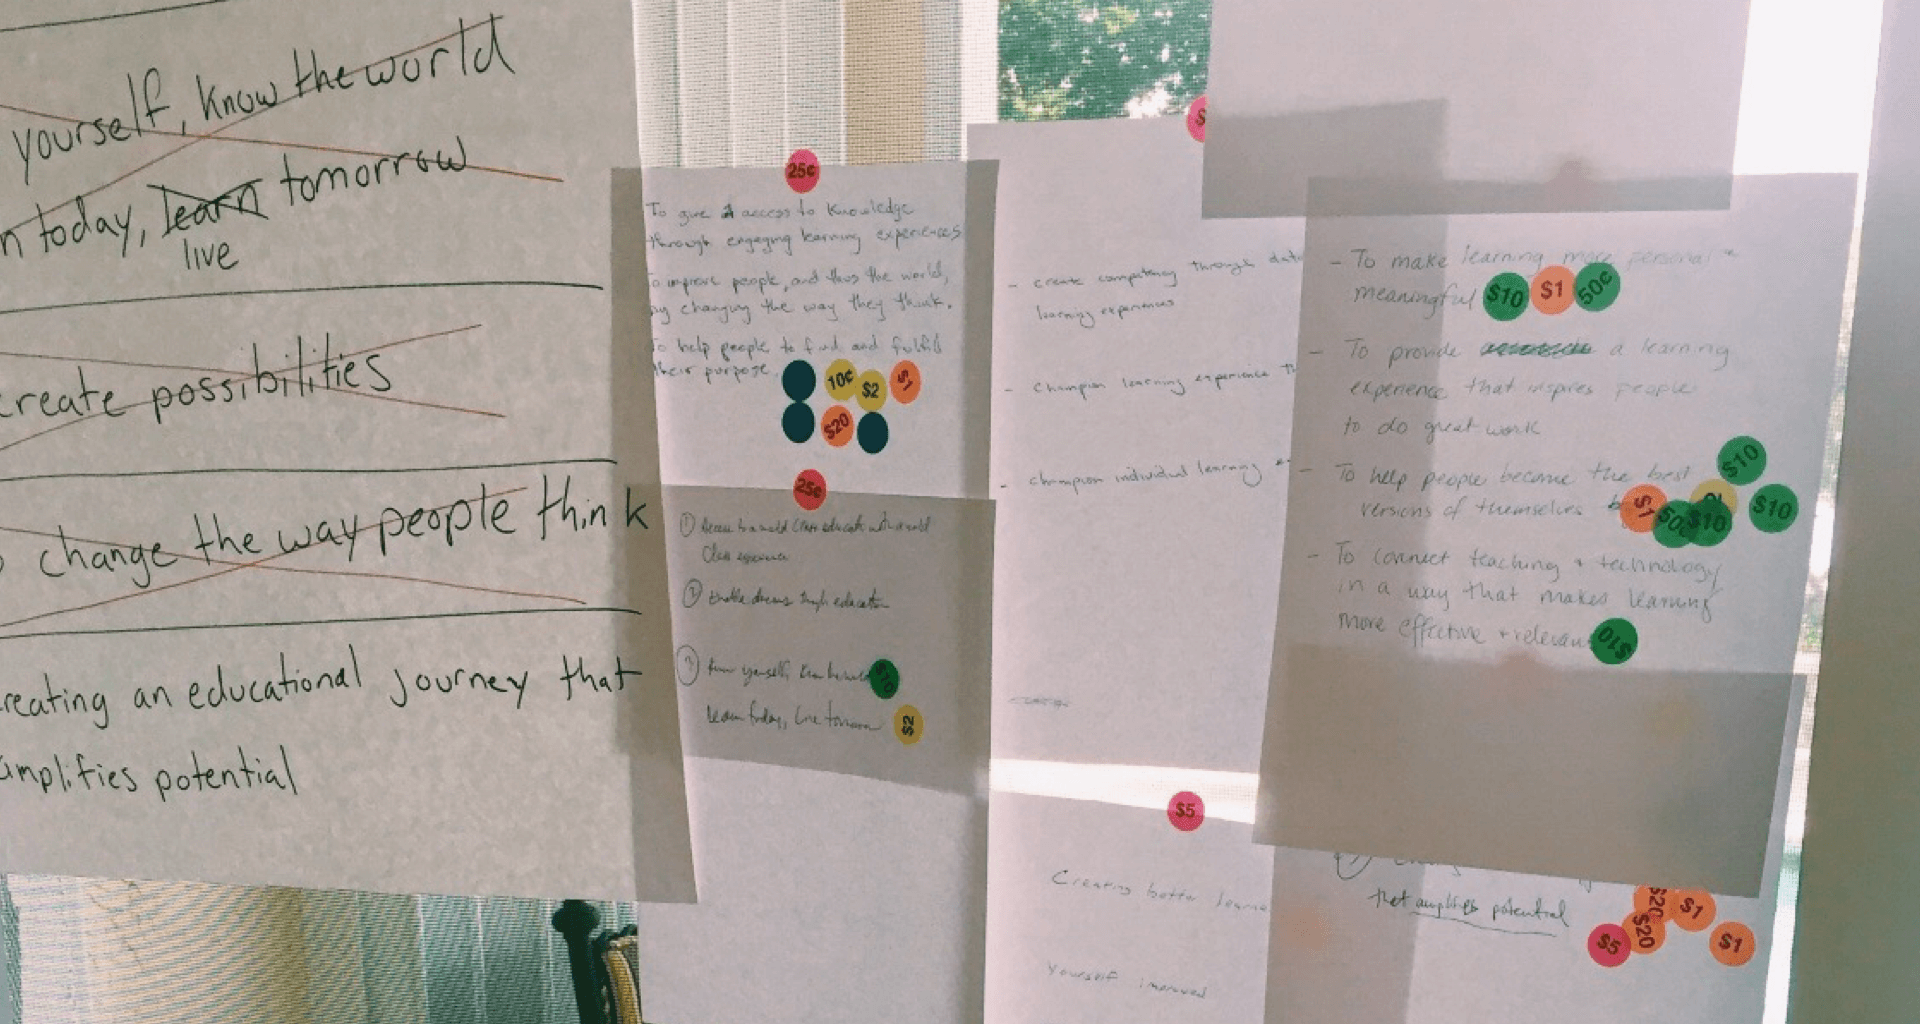 yourself, know the world
today, learn tomorrow
live
create possibilities
change the way people think
creating an educational journey that
amplifies potential
25¢
To give access to knowledge
through engaging learning experiences
To improve people, and thus the world,
by changing the way they think.
To help people to find and fulfill
their purpose.
10¢
$2
$1
$20
25¢
① Access to a world class education with a world
Class experience
② Enable dreams through education
③ Know yourself, know the world
$10
Learn today, live tomorrow
$2
$
- create competency through data
learning experiences
- Champion learning experience
- Champion individual learning
$5
Creating better
Yourself improved
- To make learning more personal
meaningful $10 $1 50¢
- To provide a learning
experience that inspires people
to do great work
- To help people become the best
versions of themselves
$10
$1
50¢
$10
$10
- To connect teaching + technology
in a way that makes learning
more effective + relevant
$10
that amplifies potential
$20
$1
$20
$5
$1